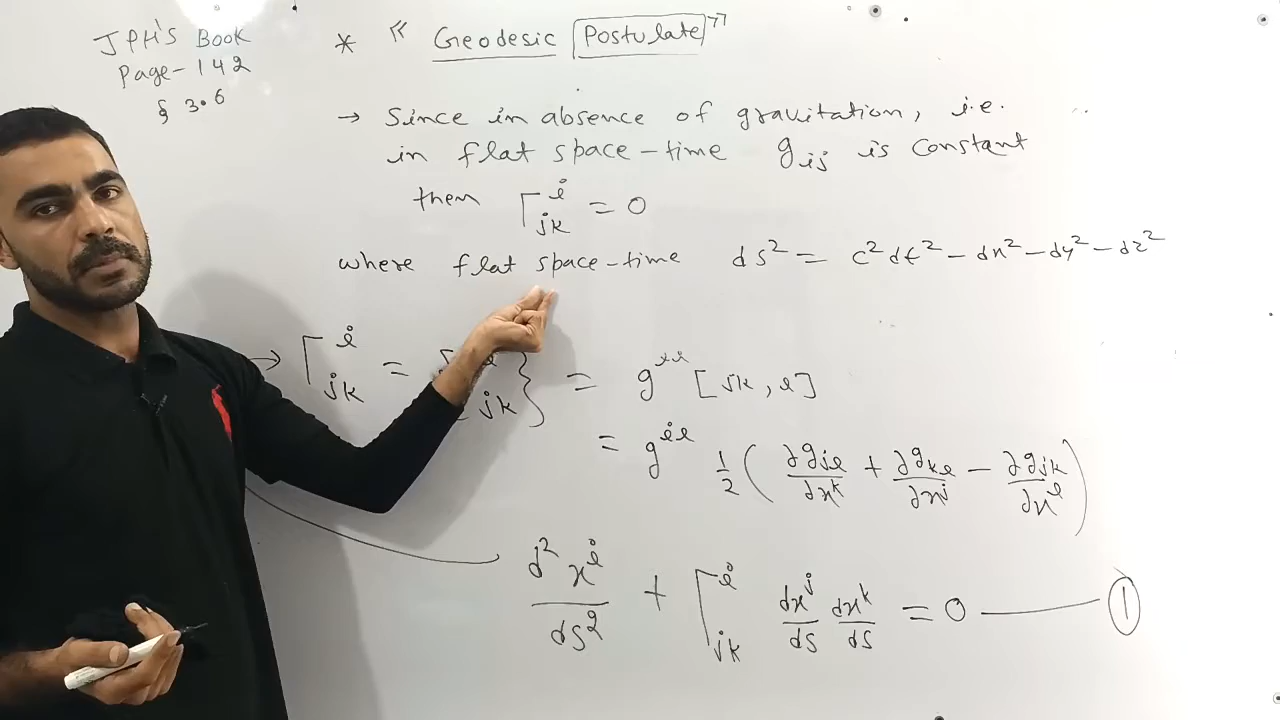 JPH's Book
Page-142
§ 3.6
* "Geodesic Postulate"
→ Since in absence of gravitation, i.e.
in flat space-time g_ij is constant
then Γ^i_jk = 0
where flat space-time ds² = c²dt² - dx² - dy² - dz²
→ Γ^i_jk = { jk } = g^il [jk, l]
= g^il 1/2 ( ∂g_jl/∂x^k + ∂g_kl/∂x^j - ∂g_jk/∂x^l )
d²x^i/ds² + Γ^i_jk dx^j/ds dx^k/ds = 0 — ①